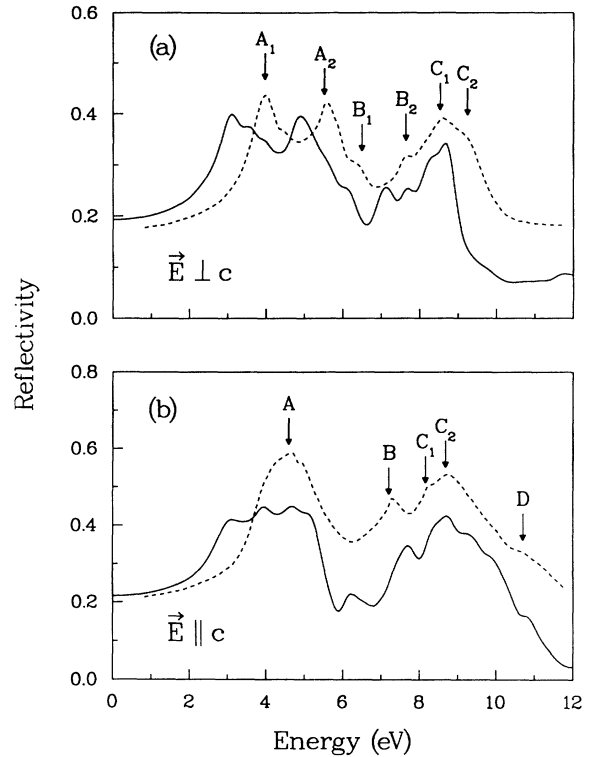 0.6
(a)
A₁
A₂
B₁
B₂
C₁
C₂
0.4
0.2
E⃗ ⊥ c
0.0
Reflectivity
0.8
(b)
A
B
C₁
C₂
D
0.6
0.4
0.2
E⃗ ∥ c
0.0
0 2 4 6 8 10 12
Energy (eV)